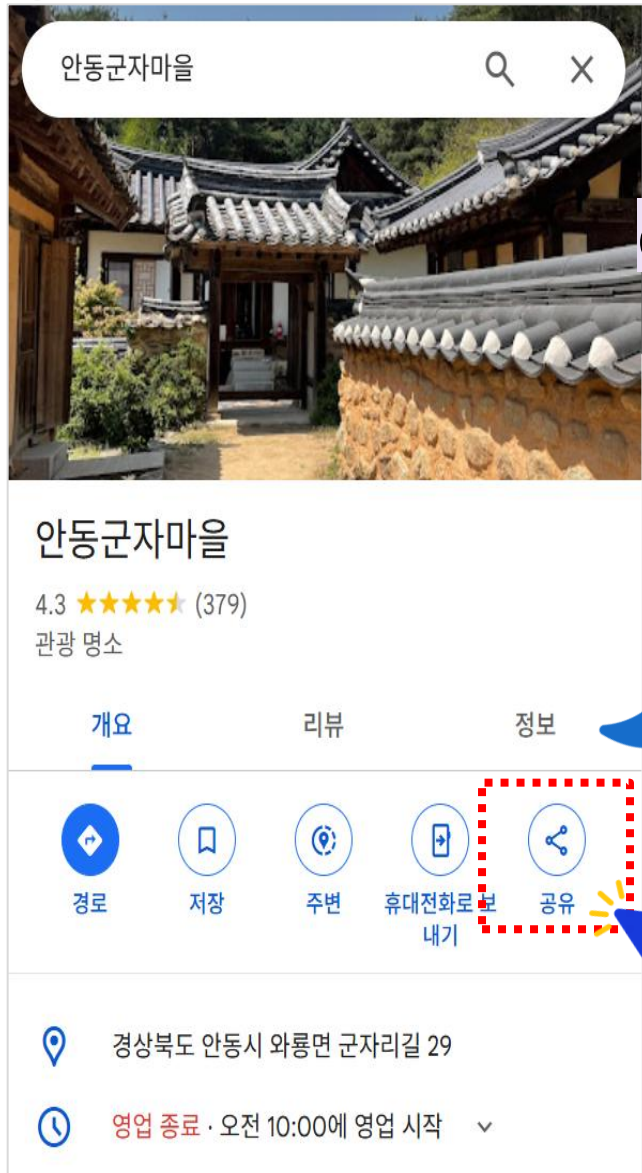 안동군자마을
안동군자마을
4.3 (379)
관광 명소
개요 리뷰 정보
경로 저장 주변 휴대전화로 보내기 공유
경상북도 안동시 와룡면 군자리길 29
영업 종료 · 오전 10:00에 영업 시작